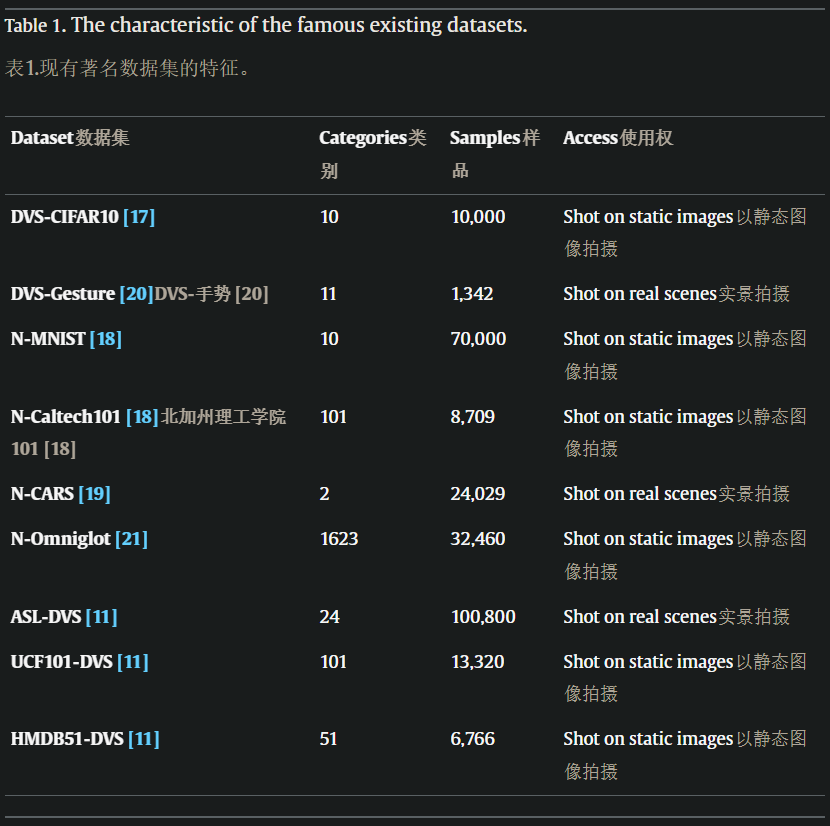 Table 1. The characteristic of the famous existing datasets.
表1.现有著名数据集的特征。
Dataset数据集 Categories类别 Samples样品 Access使用权
DVS-CIFAR10 [17] 10 10,000 Shot on static images以静态图像拍摄
DVS-Gesture [20]DVS-手势 [20] 11 1,342 Shot on real scenes实景拍摄
N-MNIST [18] 10 70,000 Shot on static images以静态图像拍摄
N-Caltech101 [18]北加州理工学院101 [18] 101 8,709 Shot on static images以静态图像拍摄
N-CARS [19] 2 24,029 Shot on real scenes实景拍摄
N-Omniglot [21] 1623 32,460 Shot on static images以静态图像拍摄
ASL-DVS [11] 24 100,800 Shot on real scenes实景拍摄
UCF101-DVS [11] 101 13,320 Shot on static images以静态图像拍摄
HMDB51-DVS [11] 51 6,766 Shot on static images以静态图像拍摄